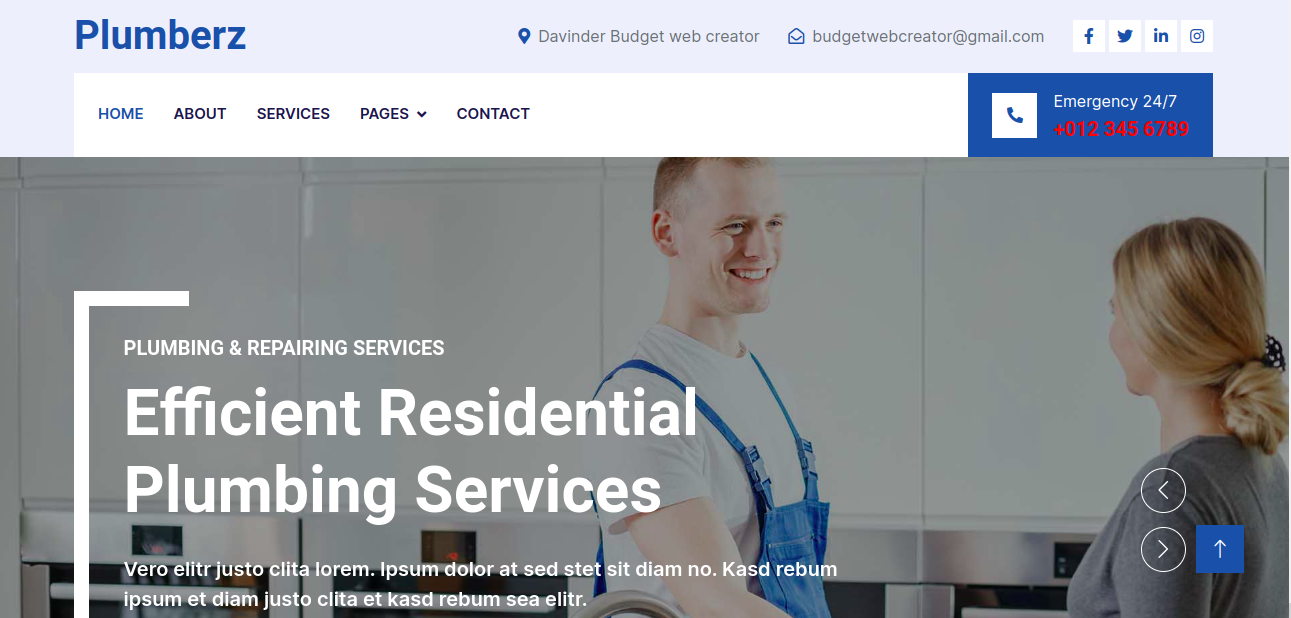 Plumberz
Davinder Budget web creator
budgetwebcreator@gmail.com
HOME ABOUT SERVICES PAGES CONTACT
Emergency 24/7
+012 345 6789
PLUMBING & REPAIRING SERVICES
Efficient Residential
Plumbing Services
Vero elitr justo clita lorem. Ipsum dolor at sed stet sit diam no. Kasd rebum
ipsum et diam justo clita et kasd rebum sea elitr.